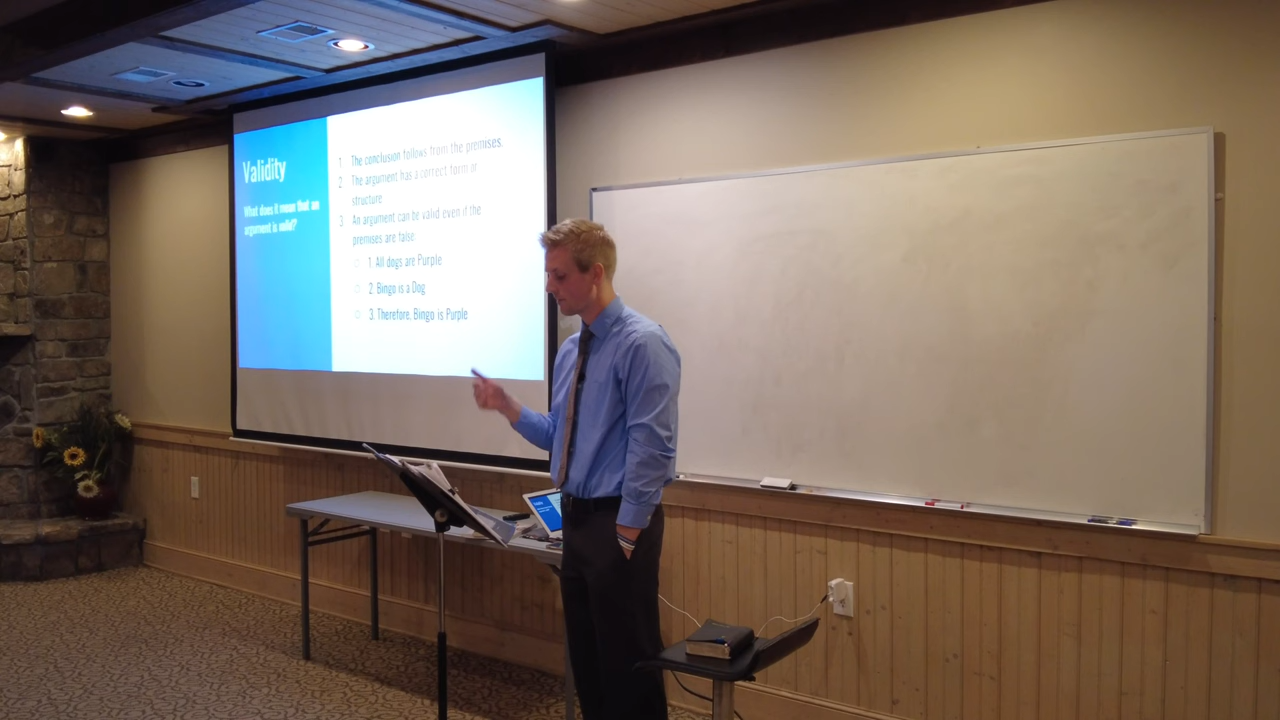 Validity
What does it mean that an
argument is valid?
1 The conclusion follows from the premises.
2 The argument has a correct form or
structure
3 An argument can be valid even if the
premises are false:
1. All dogs are Purple
2. Bingo is a Dog
3. Therefore, Bingo is Purple